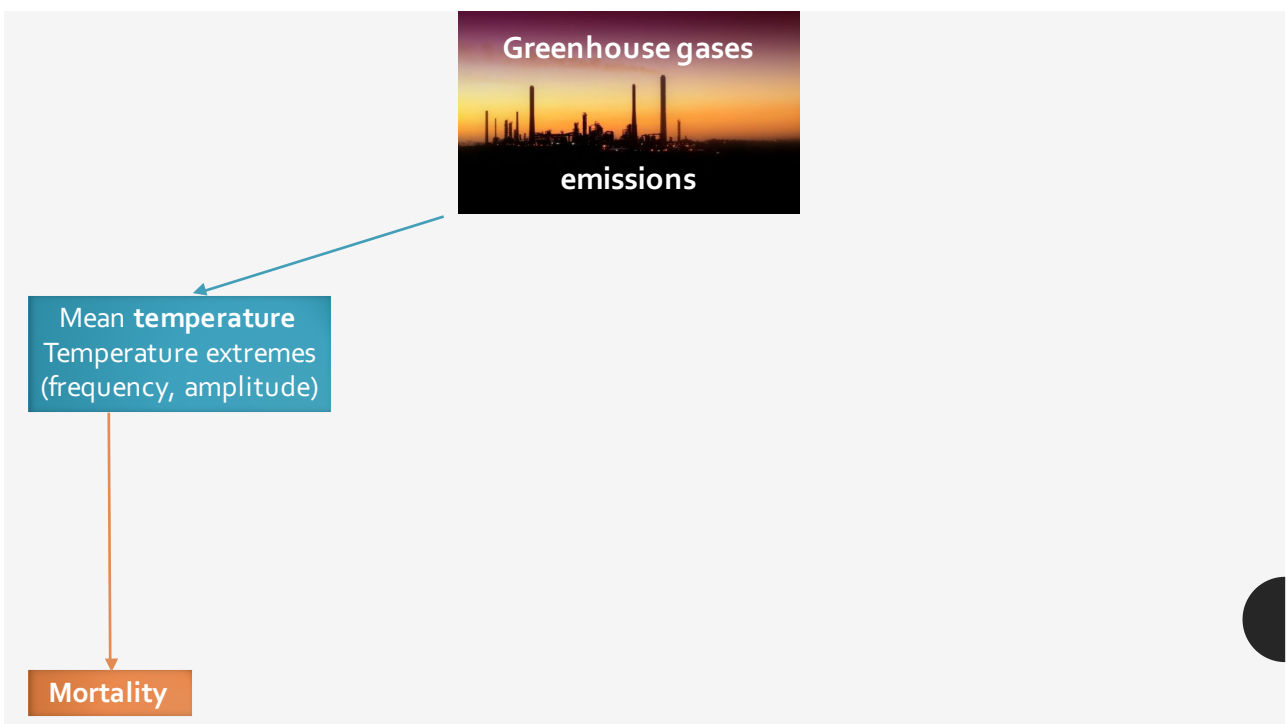 Greenhouse gases
emissions
Mean temperature
Temperature extremes
(frequency, amplitude)
Mortality